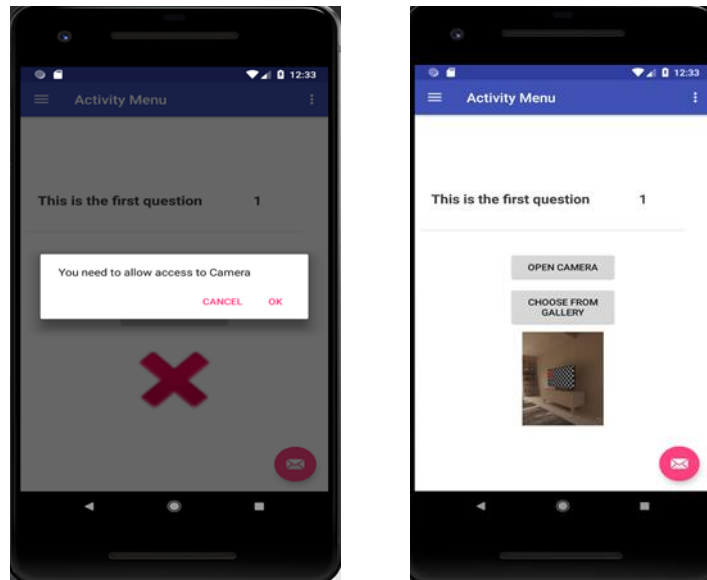 12:33
Activity Menu
This is the first question 1
You need to allow access to Camera
CANCEL OK
12:33
Activity Menu
This is the first question 1
OPEN CAMERA
CHOOSE FROM
GALLERY